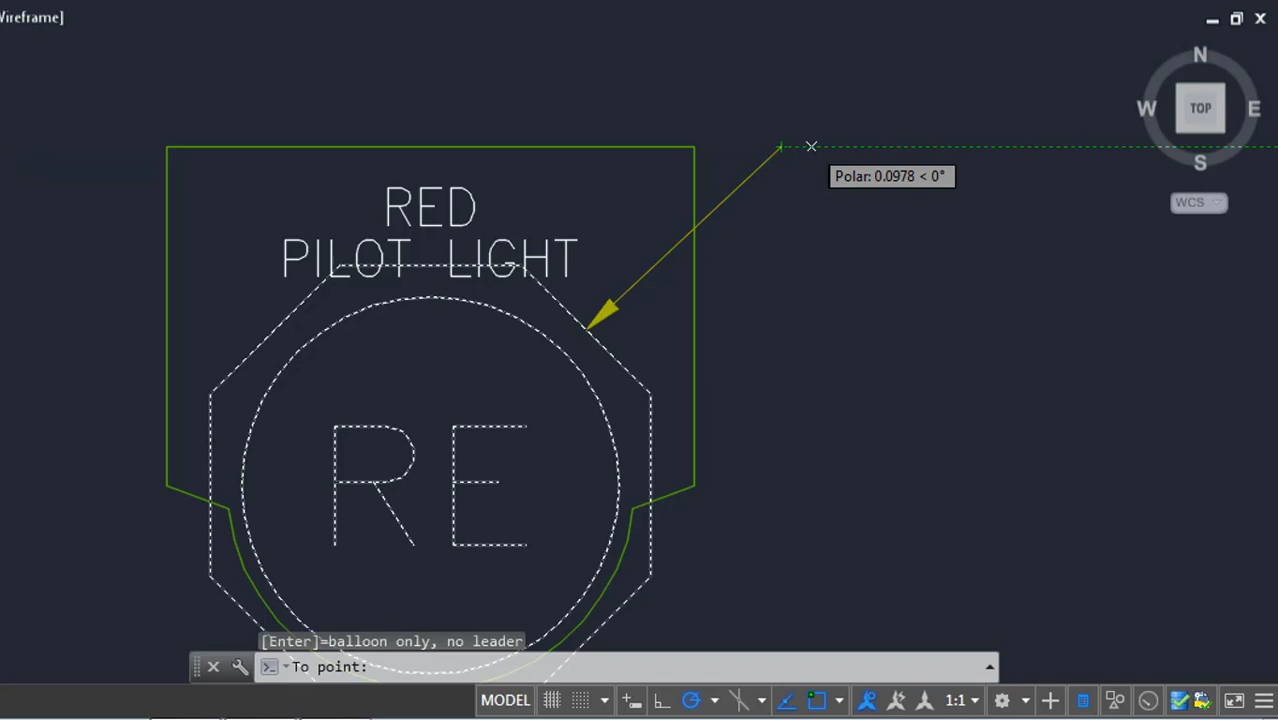 Wireframe]
N
W TOP E
S
WCS
Polar: 0.0978 < 0°
RED
PILOT LIGHT
RE
[Enter]=balloon only, no leader
To point:
MODEL 1:1